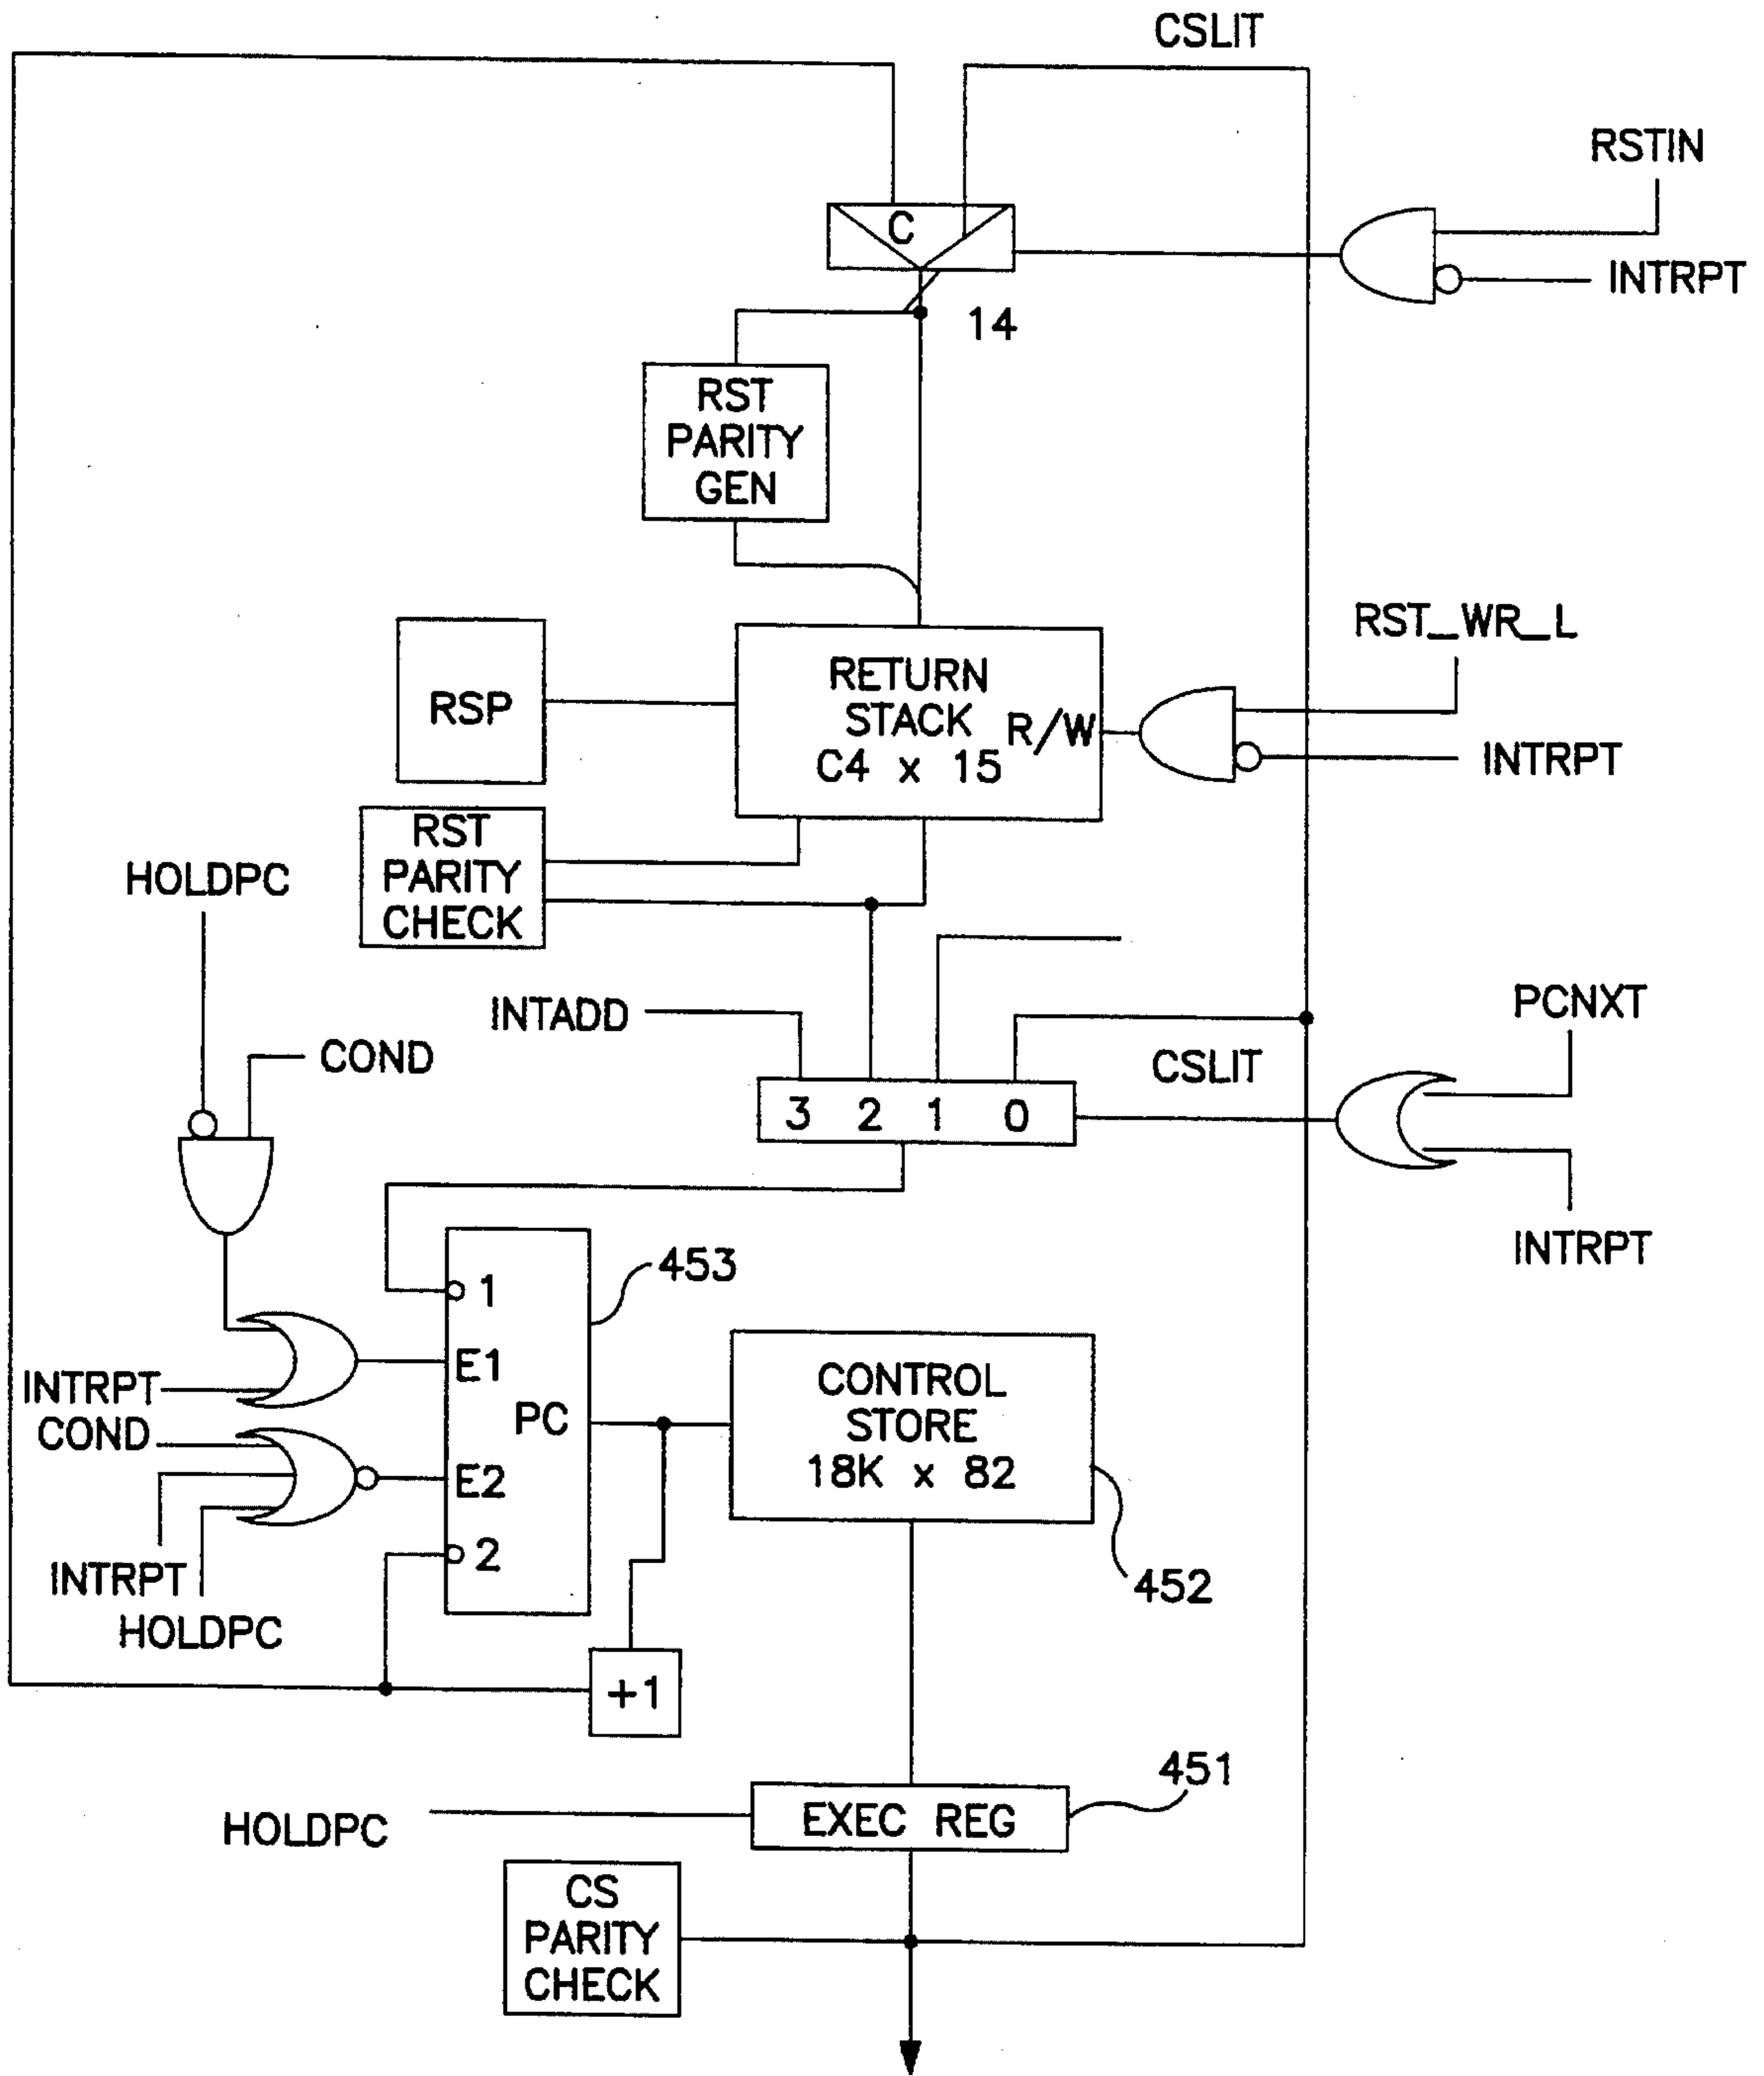 CSLIT
RSTIN
C
INTRPT
14
RST
PARITY
GEN
RST_WR_L
RETURN
STACK
C4 x 15
R/W
RSP
INTRPT
RST
PARITY
CHECK
HOLDPC
INTADD
PCNXT
COND
CSLIT
3 2 1 0
INTRPT
453
1
E1
PC
E2
2
INTRPT
COND
CONTROL
STORE
18K x 82
INTRPT
HOLDPC
452
+1
451
HOLDPC
EXEC REG
CS
PARITY
CHECK